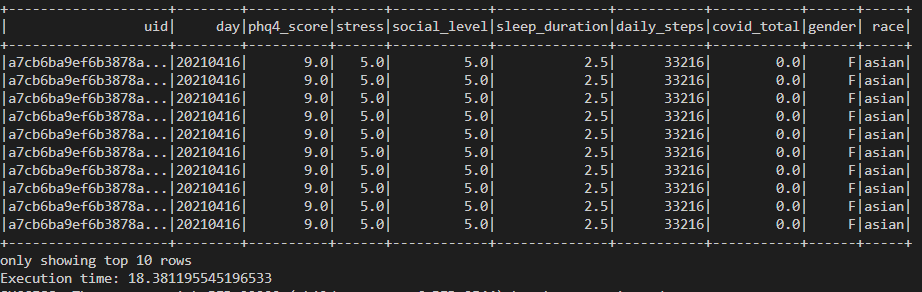 +--------------------+--------+----------+------+------------+--------------+-----------+-----------+------+-----+
|                 uid|     day|phq4_score|stress|social_level|sleep_duration|daily_steps|covid_total|gender| race|
+--------------------+--------+----------+------+------------+--------------+-----------+-----------+------+-----+
|a7cb6ba9ef6b3878a...|20210416|       9.0|   5.0|         5.0|           2.5|      33216|        0.0|     F|asian|
|a7cb6ba9ef6b3878a...|20210416|       9.0|   5.0|         5.0|           2.5|      33216|        0.0|     F|asian|
|a7cb6ba9ef6b3878a...|20210416|       9.0|   5.0|         5.0|           2.5|      33216|        0.0|     F|asian|
|a7cb6ba9ef6b3878a...|20210416|       9.0|   5.0|         5.0|           2.5|      33216|        0.0|     F|asian|
|a7cb6ba9ef6b3878a...|20210416|       9.0|   5.0|         5.0|           2.5|      33216|        0.0|     F|asian|
|a7cb6ba9ef6b3878a...|20210416|       9.0|   5.0|         5.0|           2.5|      33216|        0.0|     F|asian|
|a7cb6ba9ef6b3878a...|20210416|       9.0|   5.0|         5.0|           2.5|      33216|        0.0|     F|asian|
|a7cb6ba9ef6b3878a...|20210416|       9.0|   5.0|         5.0|           2.5|      33216|        0.0|     F|asian|
|a7cb6ba9ef6b3878a...|20210416|       9.0|   5.0|         5.0|           2.5|      33216|        0.0|     F|asian|
|a7cb6ba9ef6b3878a...|20210416|       9.0|   5.0|         5.0|           2.5|      33216|        0.0|     F|asian|
+--------------------+--------+----------+------+------------+--------------+-----------+-----------+------+-----+
only showing top 10 rows
Execution time: 18.381195545196533